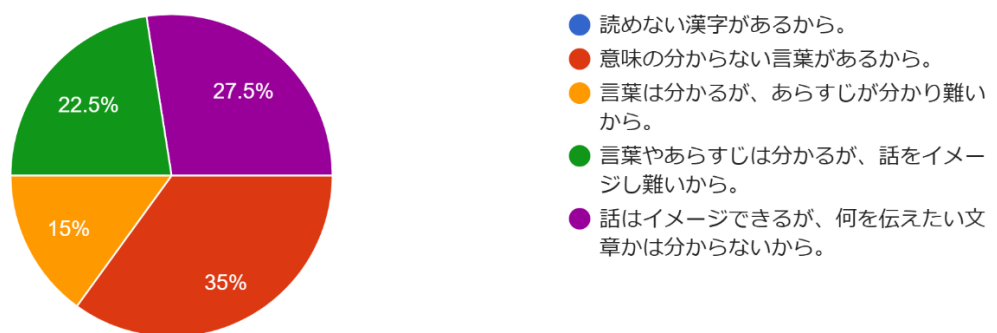 27.5%
22.5%
15%
35%
読めない漢字があるから。
意味の分からない言葉があるから。
言葉は分かるが、あらすじが分かり難い
から。
言葉やあらすじは分かるが、話をイメー
ジし難いから。
話はイメージできるが、何を伝えたい文
章かは分からないから。